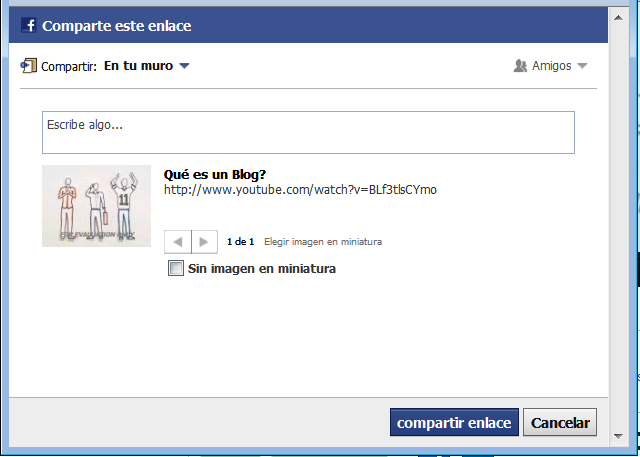 Comparte este enlace
Compartir: En tu muro
Amigos
Escribe algo...
Qué es un Blog?
http://www.youtube.com/watch?v=BLf3tlsCYmo
11
1 de 1 Elegir imagen en miniatura
Sin imagen en miniatura
compartir enlace
Cancelar